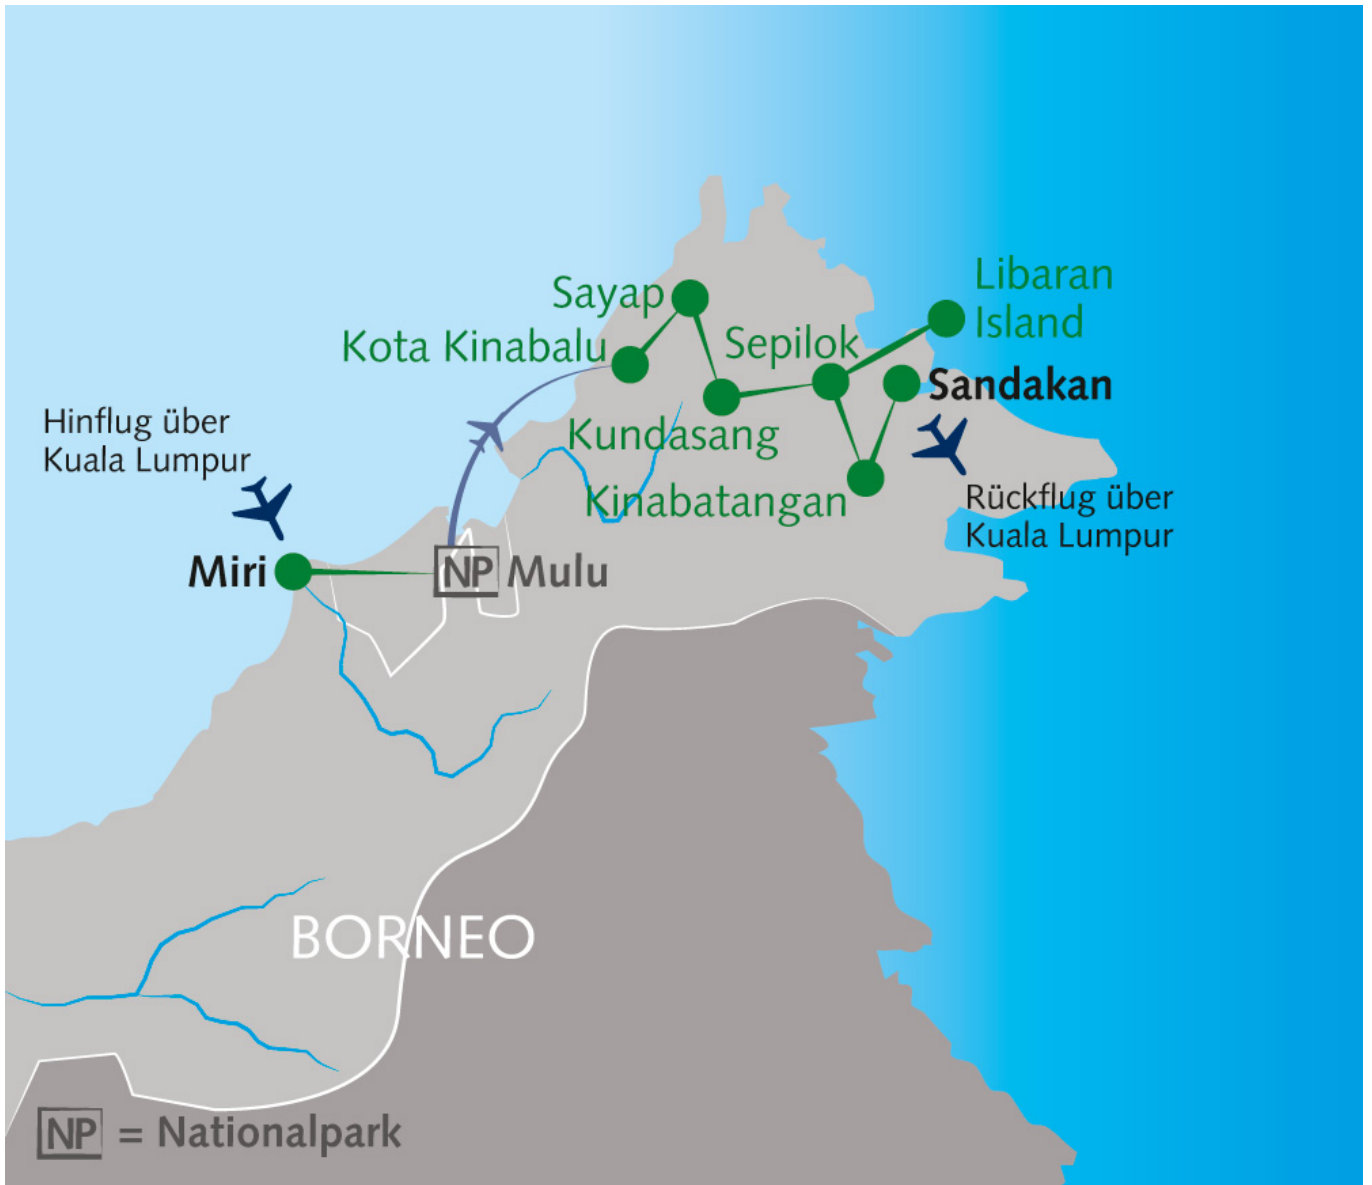 Libaran
Island
Sayap
Sepilok
Kota Kinabalu
Sandakan
Hinflug über
Kuala Lumpur
Kundasang
Kinabatangan
Rückflug über
Kuala Lumpur
Miri
NP Mulu
BORNEO
NP = Nationalpark